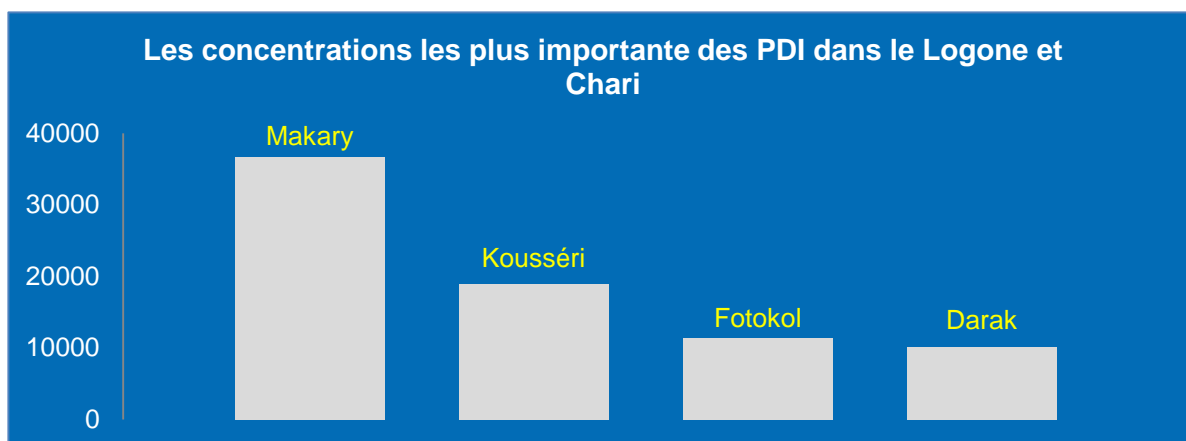 Les concentrations les plus importante des PDI dans le Logone et
Chari
40000
30000
20000
10000
0
Makary
Kousséri
Fotokol
Darak